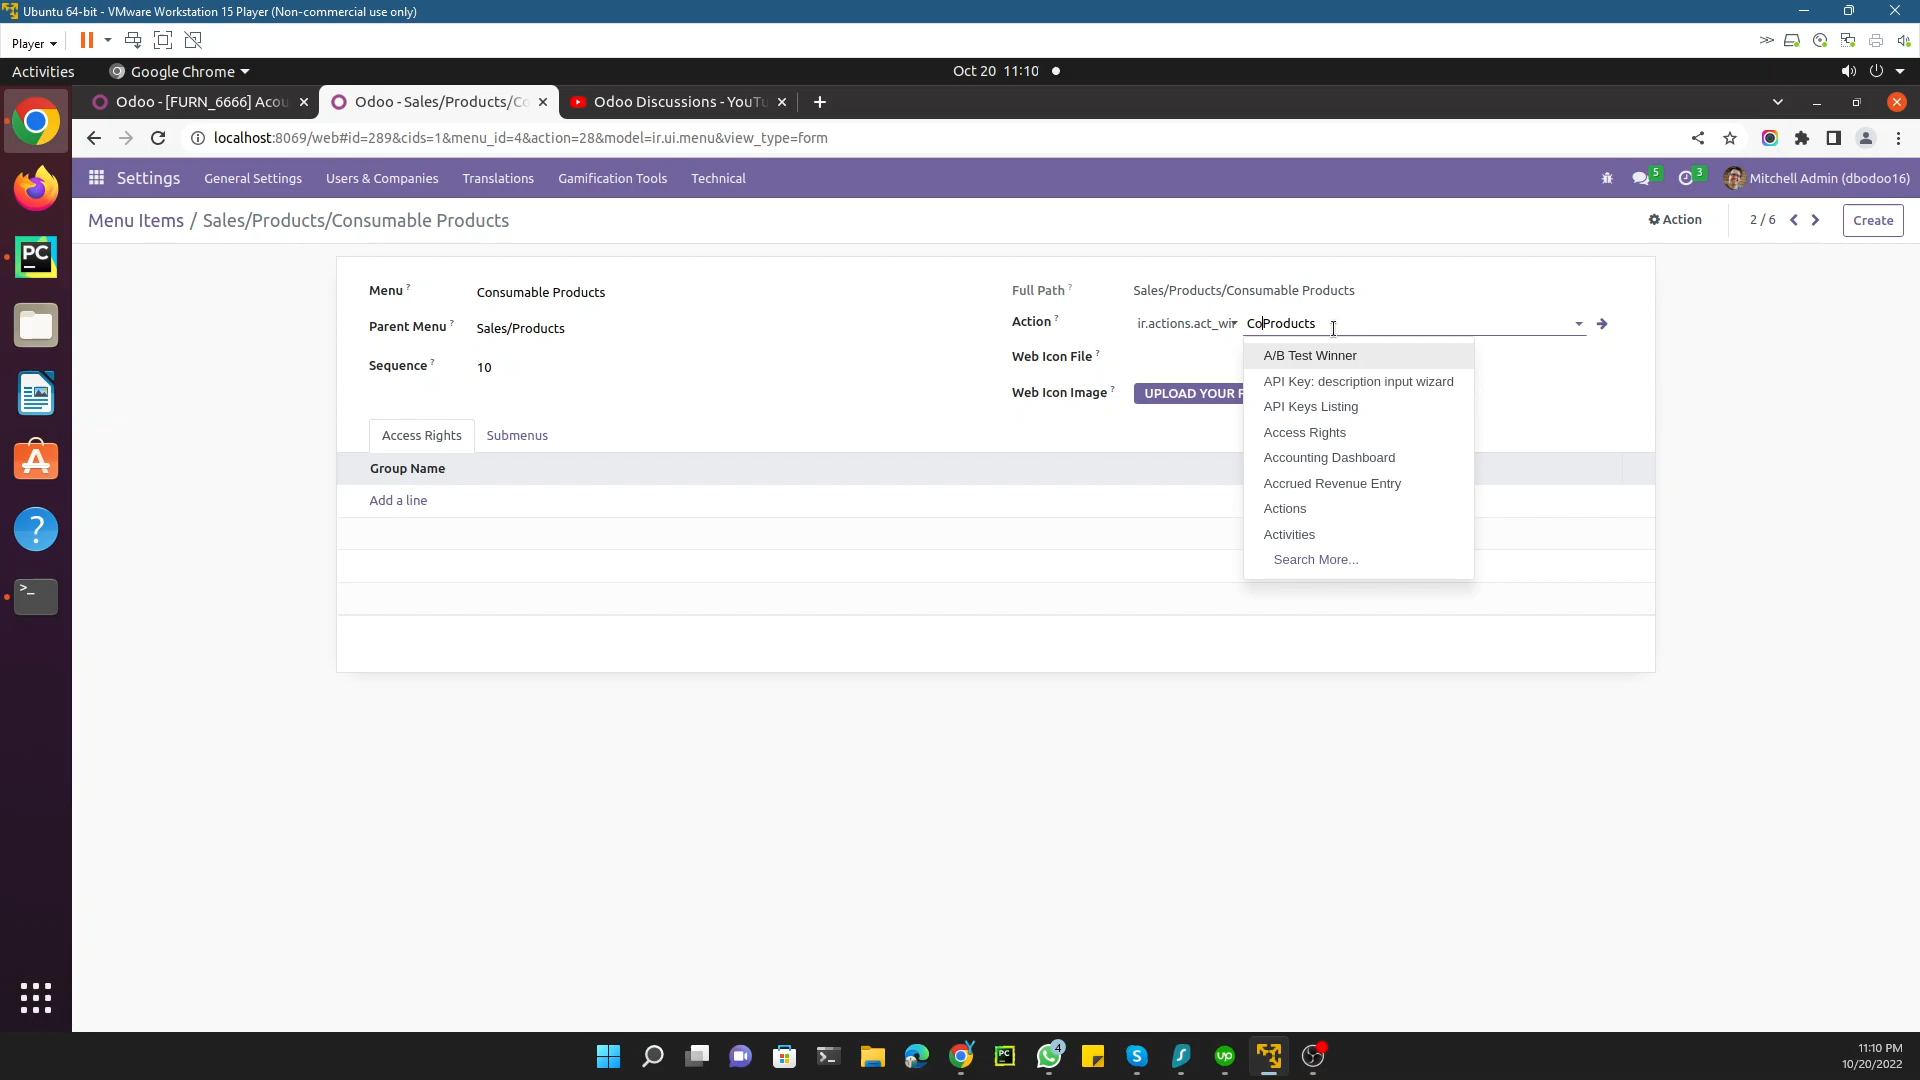 Ubuntu 64-bit - VMware Workstation 15 Player (Non-commercial use only)
Player
Activities
Google Chrome
Oct 20 11:10
Odoo - [FURN_6666] Acou
Odoo - Sales/Products/Co
Odoo Discussions - YouTu
localhost:8069/web#id=289&cids=1&menu_id=4&action=28&model=ir.ui.menu&view_type=form
Settings
General Settings
Users & Companies
Translations
Gamification Tools
Technical
5
3
Mitchell Admin (dbodoo16)
Menu Items / Sales/Products/Consumable Products
Action
2 / 6
Create
Menu ?
Consumable Products
Full Path ?
Sales/Products/Consumable Products
Parent Menu ?
Sales/Products
Action ?
ir.actions.act_wir
CoProducts
Sequence ?
10
Web Icon File ?
Web Icon Image ?
UPLOAD YOUR F
A/B Test Winner
API Key: description input wizard
API Keys Listing
Access Rights
Accounting Dashboard
Accrued Revenue Entry
Actions
Activities
Search More...
Access Rights
Submenus
Group Name
Add a line
PC
PC
4
up
11:10 PM
10/20/2022